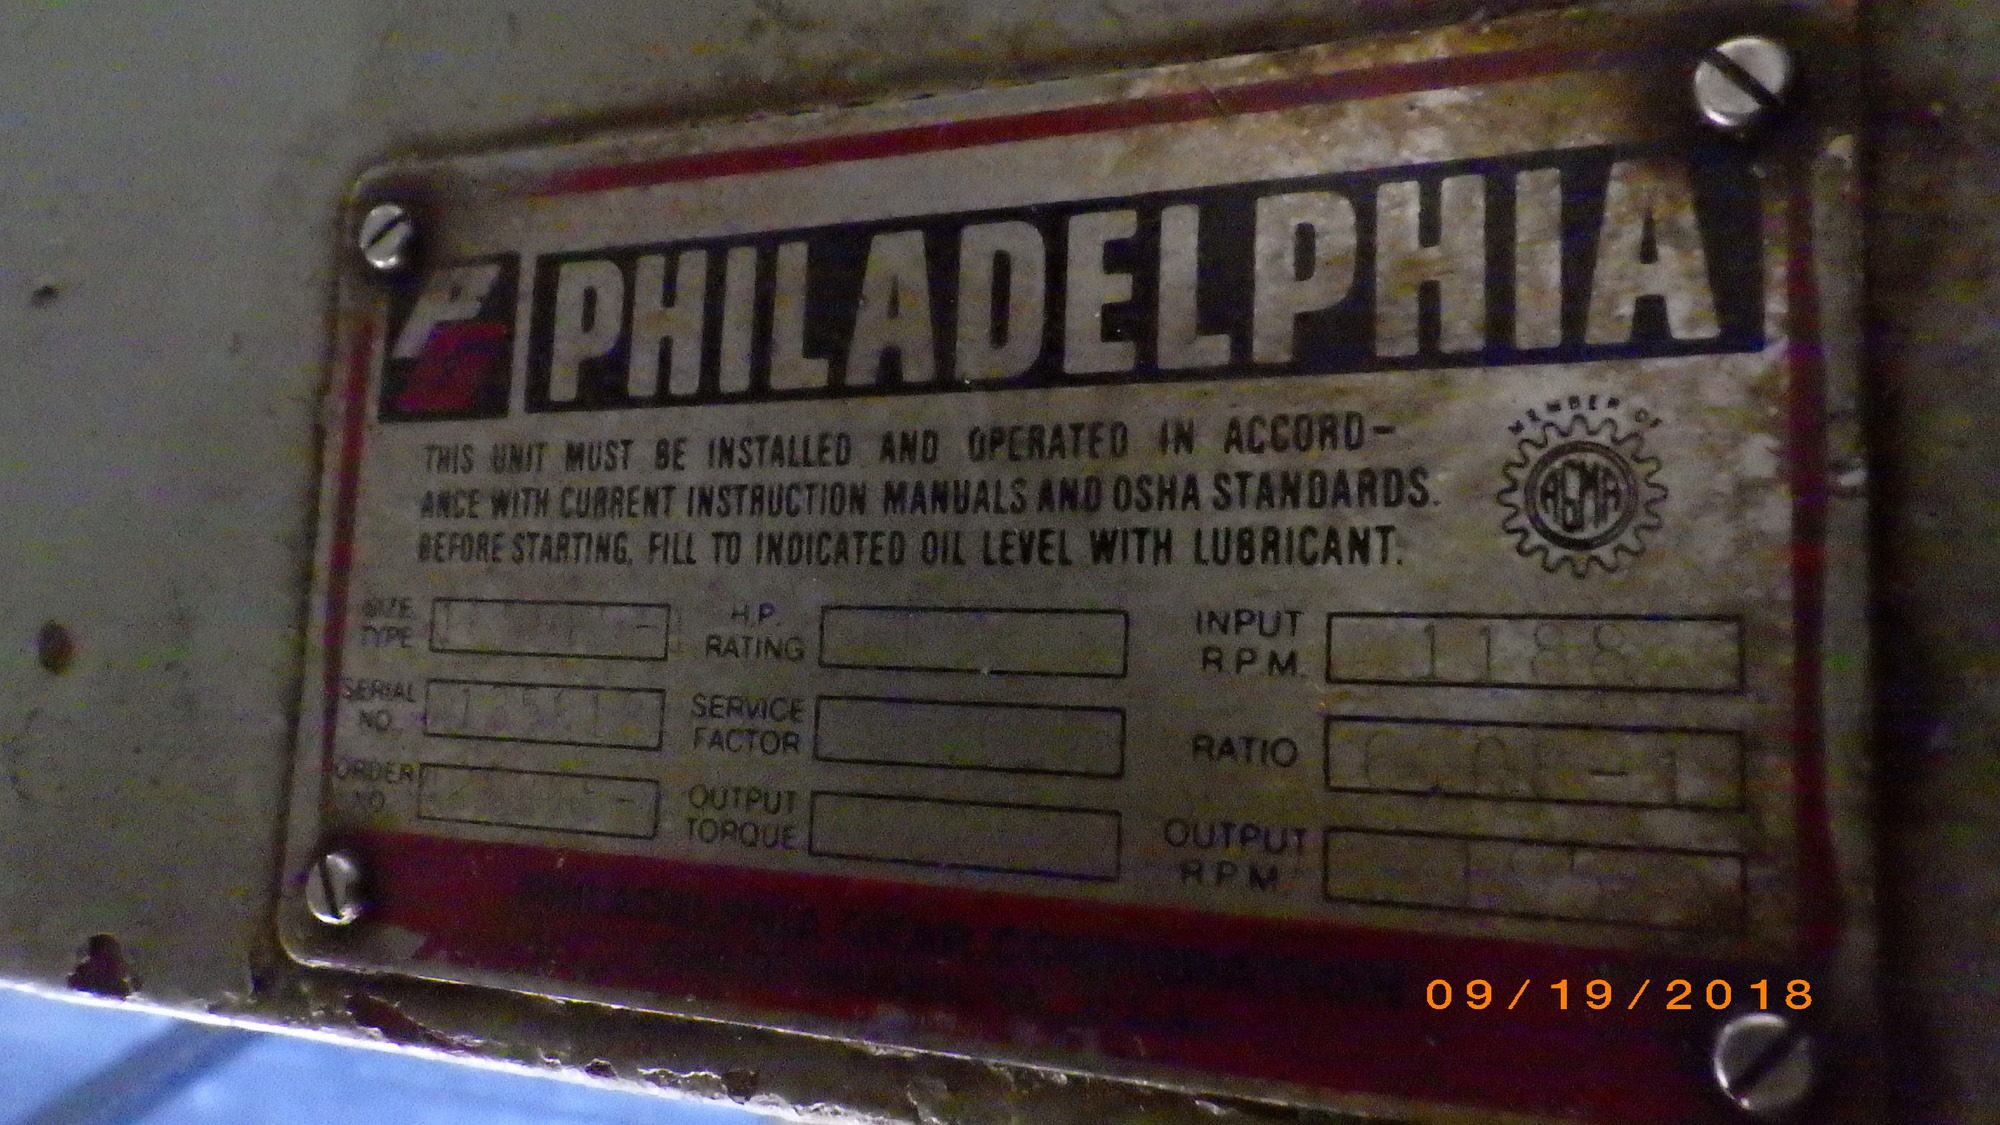 PHILADELPHIA
THIS UNIT MUST BE INSTALLED AND OPERATED IN ACCORD-
ANCE WITH CURRENT INSTRUCTION MANUALS AND OSHA STANDARDS.
BEFORE STARTING, FILL TO INDICATED OIL LEVEL WITH LUBRICANT.
MEMBER OF
AGMA
SIZE
TYPE
H.P.
RATING
INPUT
R.P.M. 1188
SERIAL
NO.
SERVICE
FACTOR
RATIO
ORDER
NO.
OUTPUT
TORQUE
OUTPUT
R.P.M.
09/19/2018